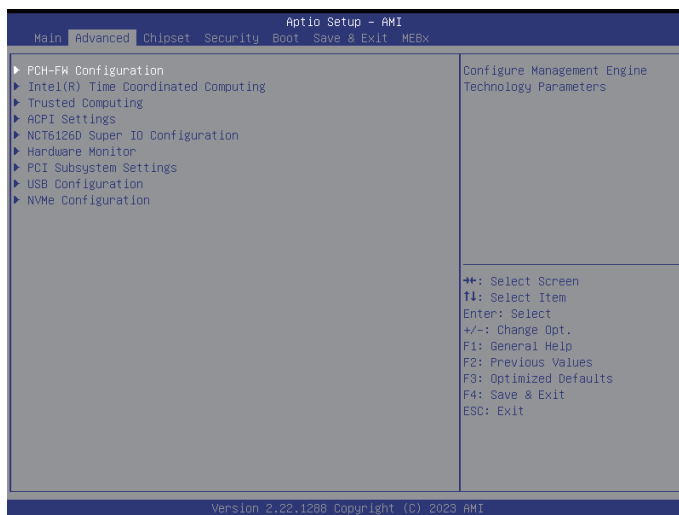 Aptio Setup – AMI
Main Advanced Chipset Security Boot Save & Exit MEBx
PCH-FW Configuration
Intel(R) Time Coordinated Computing
Trusted Computing
ACPI Settings
NCT6126D Super IO Configuration
Hardware Monitor
PCI Subsystem Settings
USB Configuration
NVMe Configuration
Configure Management Engine
Technology Parameters
→←: Select Screen
↑↓: Select Item
Enter: Select
+/-: Change Opt.
F1: General Help
F2: Previous Values
F3: Optimized Defaults
F4: Save & Exit
ESC: Exit
Version 2.22.1288 Copyright (C) 2023 AMI